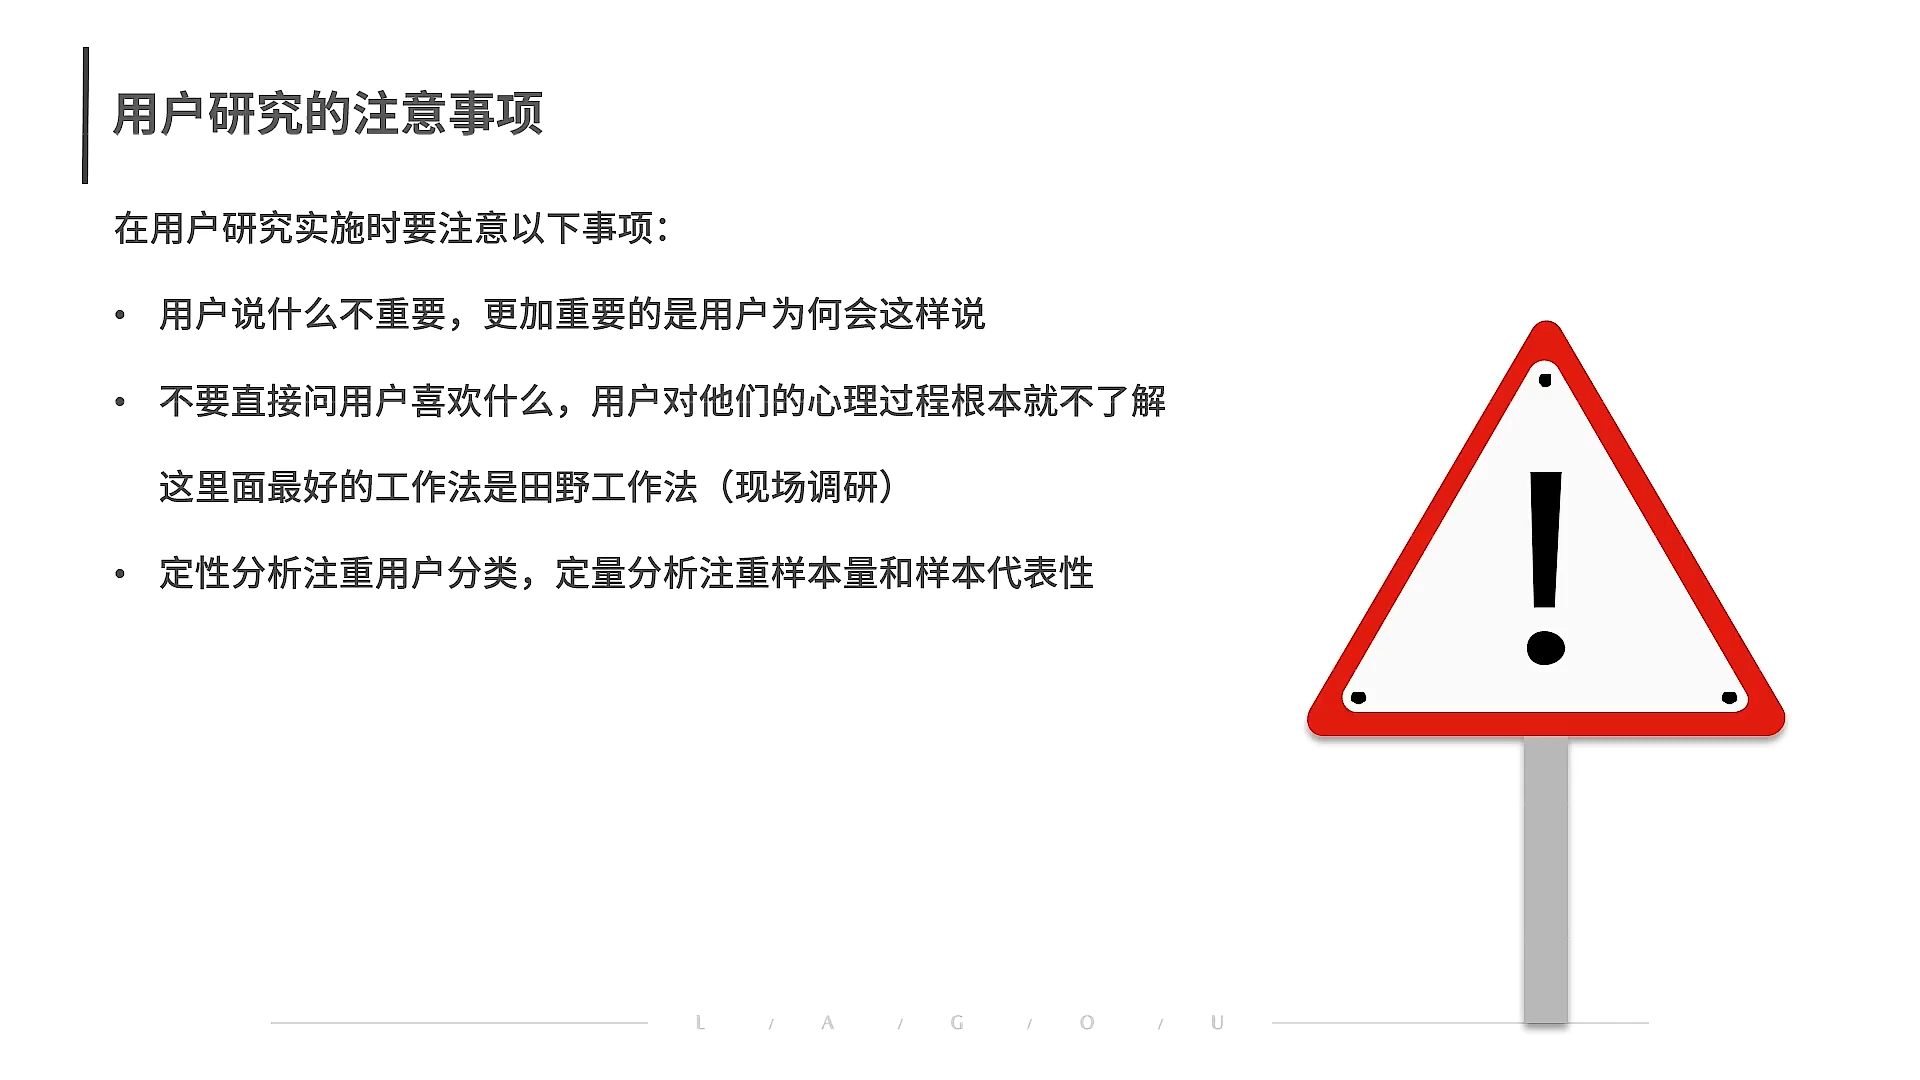 用户研究的注意事项
在用户研究实施时要注意以下事项：
• 用户说什么不重要，更加重要的是用户为何会这样说
• 不要直接问用户喜欢什么，用户对他们的心理过程根本就不了解
这里面最好的工作法是田野工作法（现场调研）
• 定性分析注重用户分类，定量分析注重样本量和样本代表性
!
L / A / G / O / U